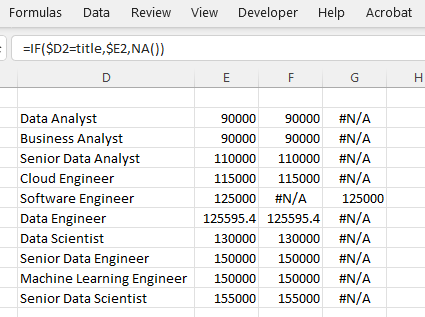 Formulas Data Review View Developer Help Acrobat
=IF($D2=title,$E2,NA())
D E F G H
Data Analyst 90000 90000 #N/A
Business Analyst 90000 90000 #N/A
Senior Data Analyst 110000 110000 #N/A
Cloud Engineer 115000 115000 #N/A
Software Engineer 125000 #N/A 125000
Data Engineer 125595.4 125595.4 #N/A
Data Scientist 130000 130000 #N/A
Senior Data Engineer 150000 150000 #N/A
Machine Learning Engineer 150000 150000 #N/A
Senior Data Scientist 155000 155000 #N/A